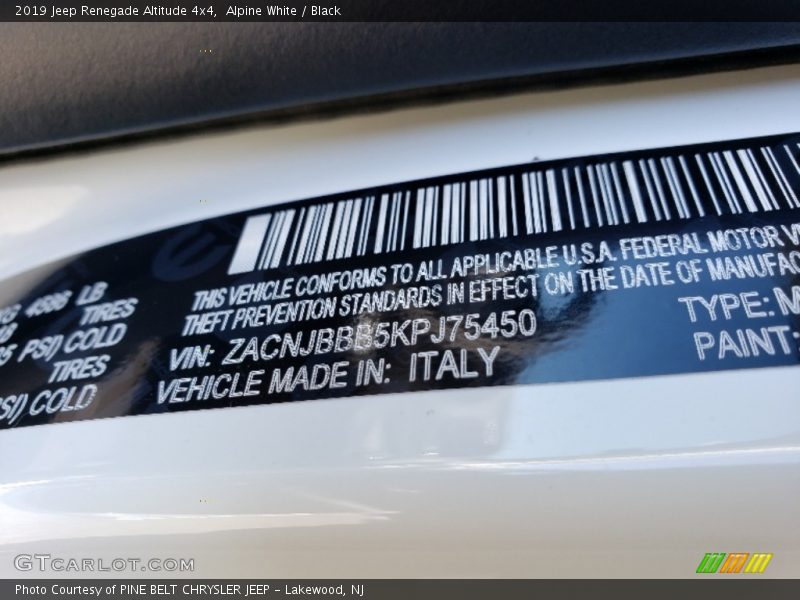 2019 Jeep Renegade Altitude 4x4,  Alpine White / Black
4586 LB
TIRES
PSI) COLD
TIRES
PSI) COLD
THIS VEHICLE CONFORMS TO ALL APPLICABLE U.S.A. FEDERAL MOTOR
THEFT PREVENTION STANDARDS IN EFFECT ON THE DATE OF MANUFAC
VIN: ZACNJBBB5KPJ75450
VEHICLE MADE IN: ITALY
TYPE: M
PAINT:
GTCARLOT.COM
Photo Courtesy of PINE BELT CHRYSLER JEEP - Lakewood, NJ